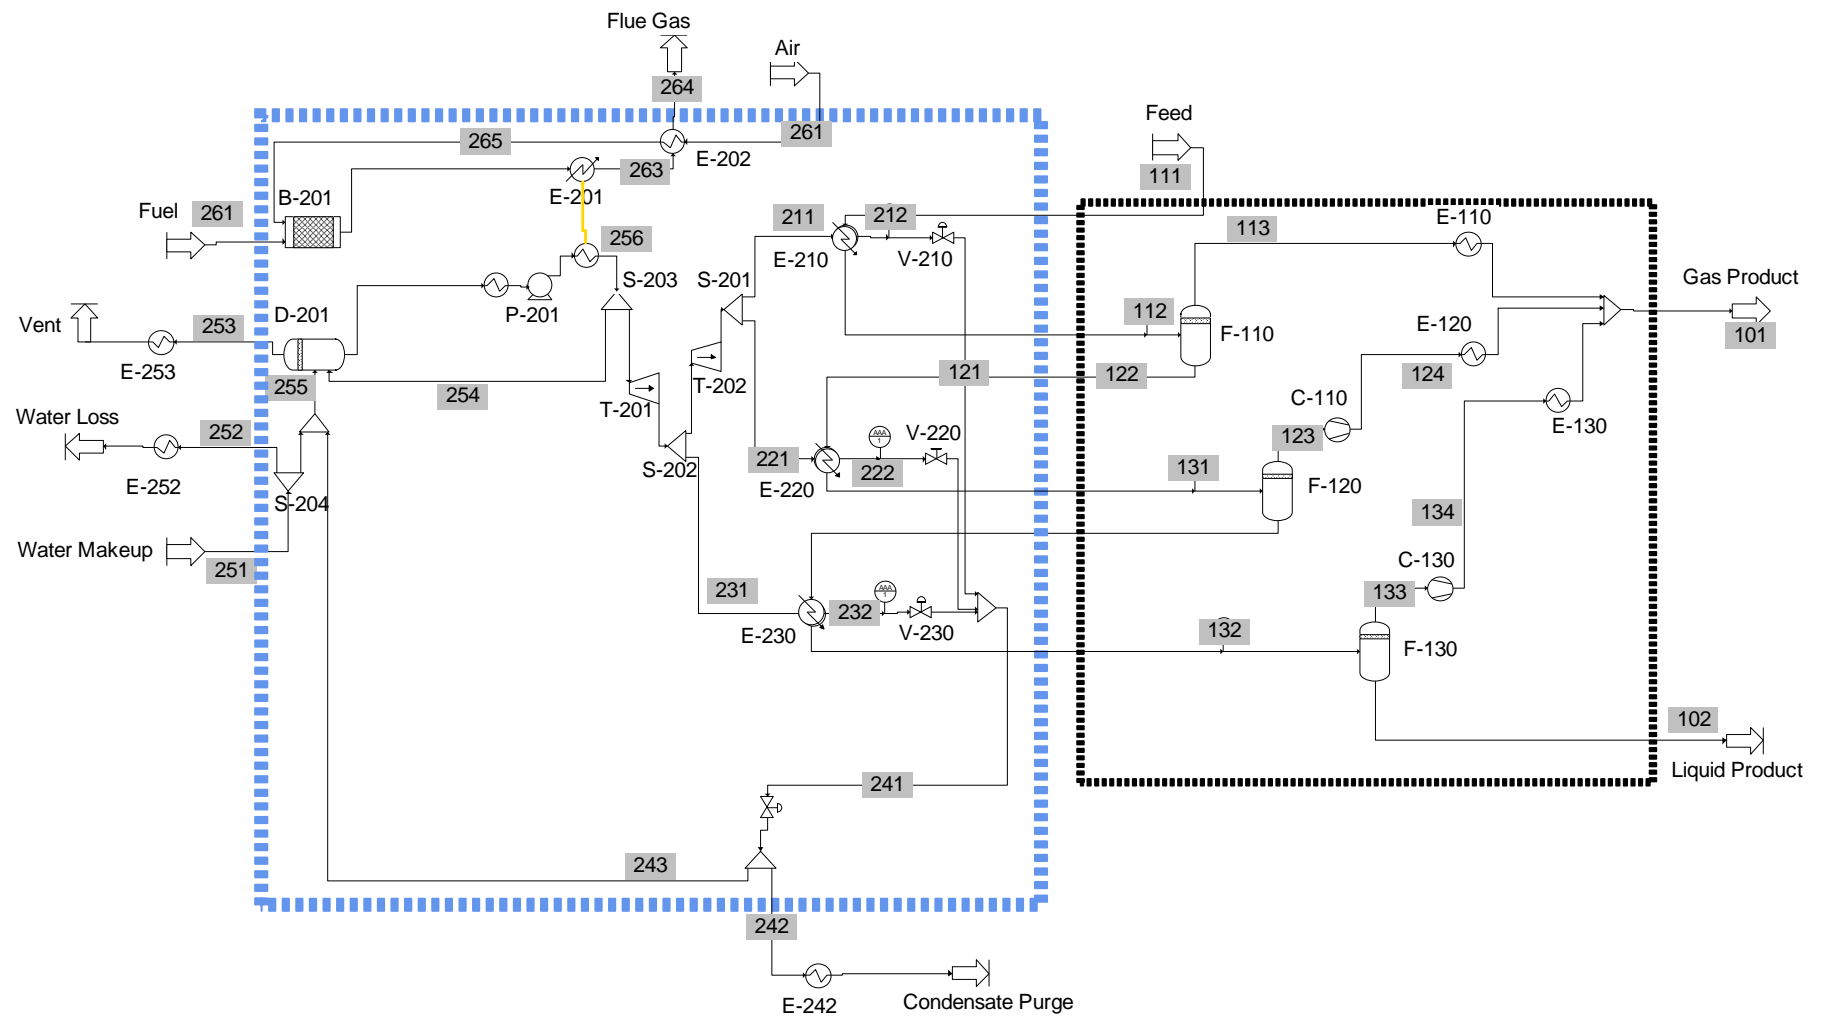 Flue Gas
Air
264
Feed
265
261
E-202
111
263
E-201
B-201
Fuel
261
211
212
E-110
113
256
E-210
V-210
S-203
S-201
Gas Product
P-201
112
D-201
Vent
253
F-110
E-120
101
E-253
T-202
121
122
124
255
254
T-201
C-110
Water Loss
252
V-220
123
E-130
AAA
1
S-202
221
222
131
E-252
E-220
F-120
S-204
134
Water Makeup
251
C-130
231
AAA
1
133
232
E-230
V-230
132
F-130
102
Liquid Product
241
243
242
E-242
Condensate Purge